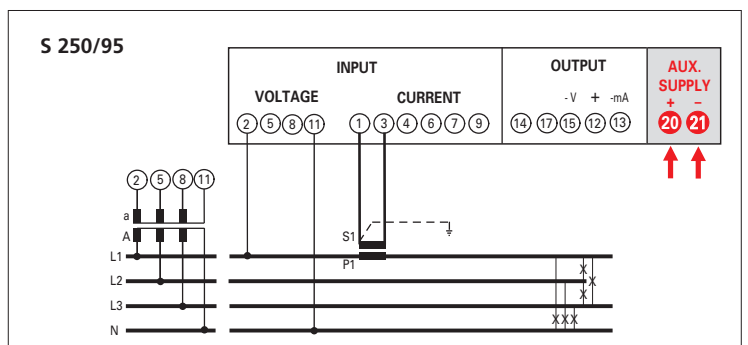 S 250/95
INPUT
OUTPUT
AUX.
SUPPLY
VOLTAGE
CURRENT
- V + -mA
+ –
2 5 8 11 1 3 4 6 7 9 14 17 15 12 13 20 21
2 5 8 11
a
A
S1
P1
L1
L2
L3
N